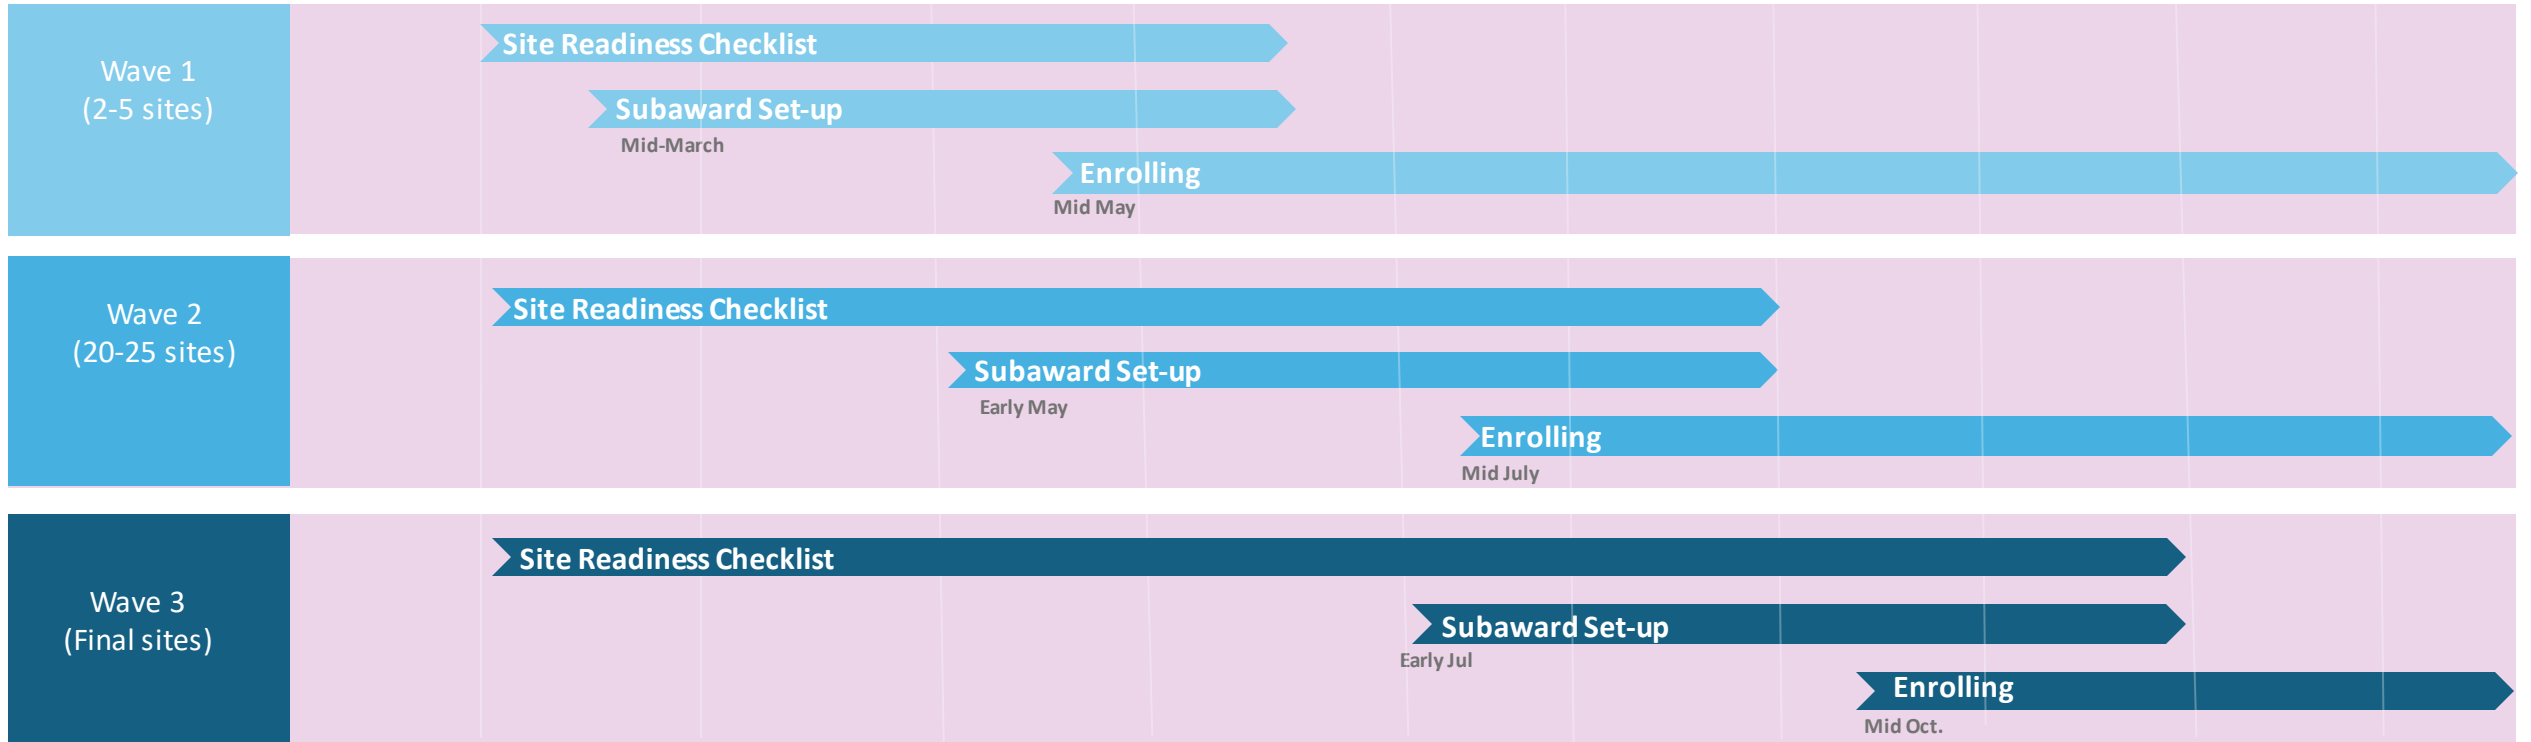 Wave 1
(2-5 sites)
Site Readiness Checklist
Subaward Set-up
Mid-March
Enrolling
Mid May
Wave 2
(20-25 sites)
Site Readiness Checklist
Subaward Set-up
Early May
Enrolling
Mid July
Wave 3
(Final sites)
Site Readiness Checklist
Subaward Set-up
Early Jul
Enrolling
Mid Oct.